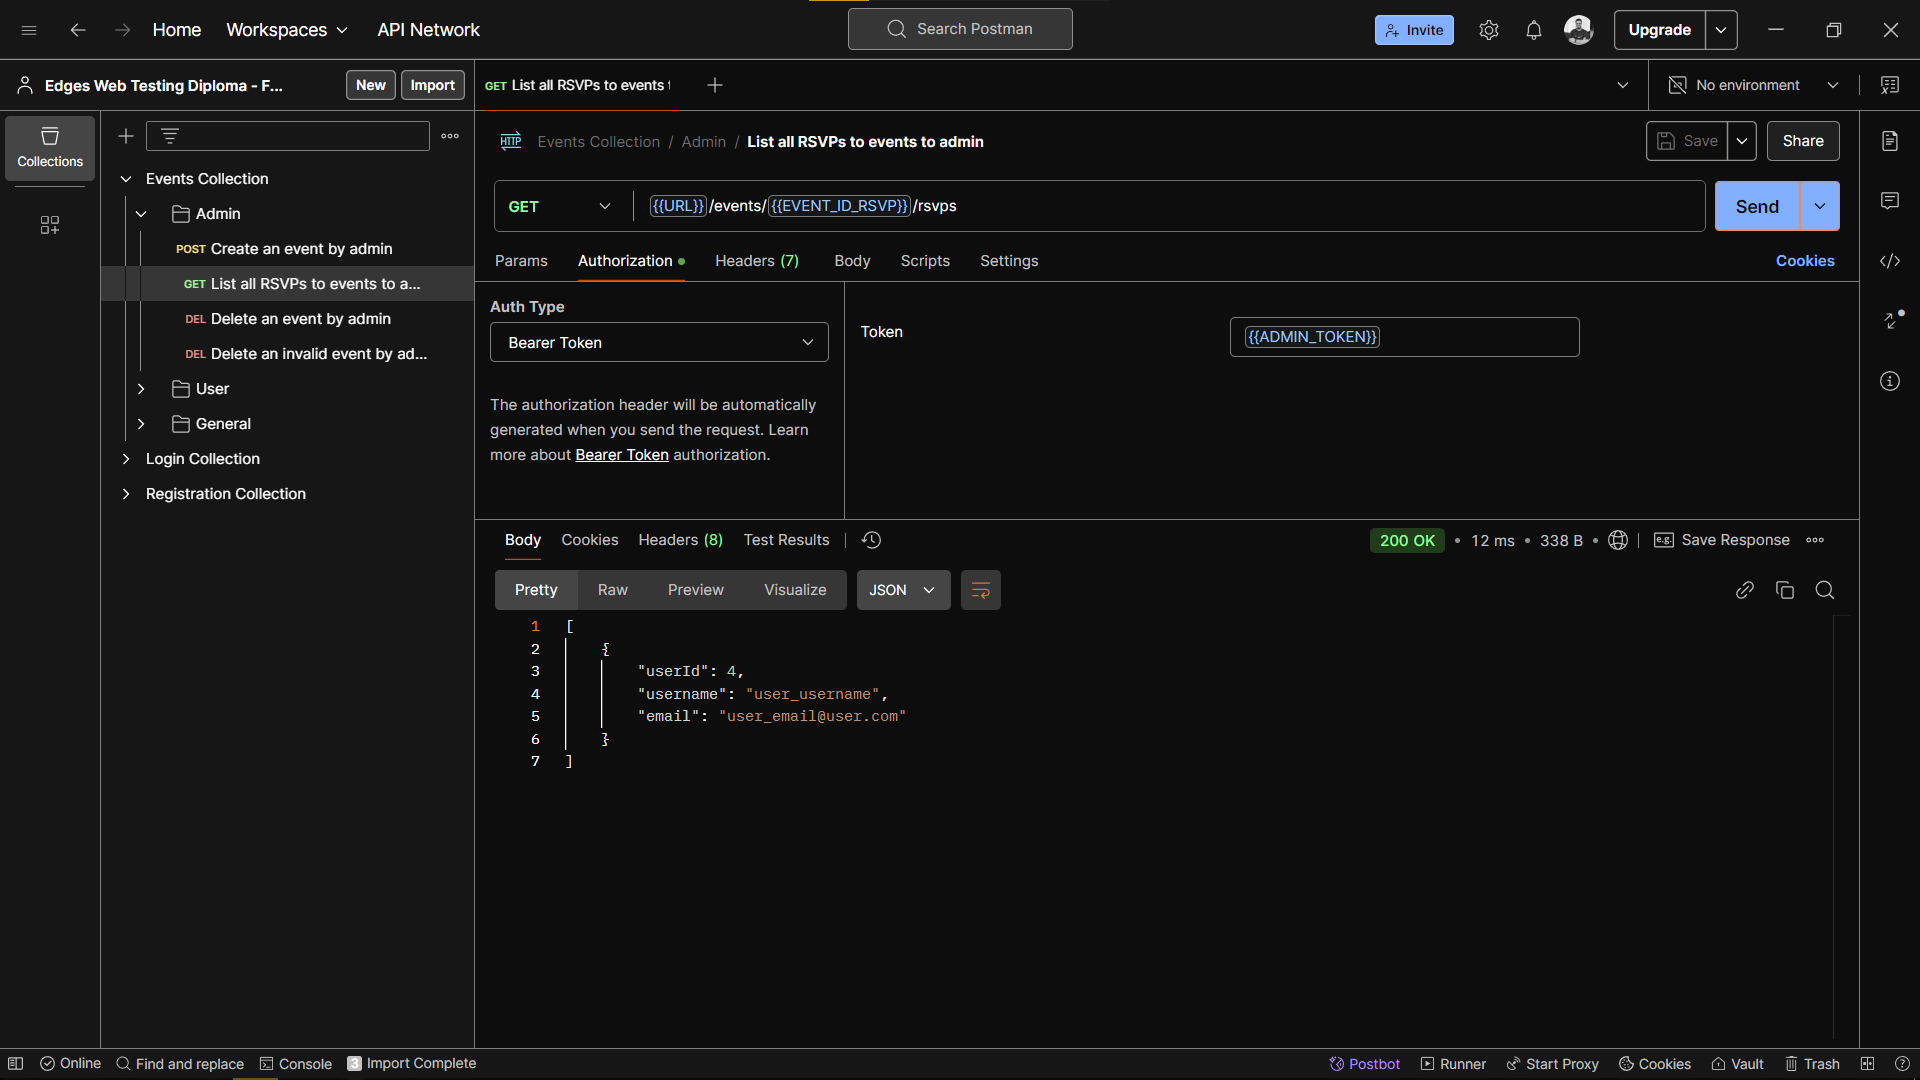 Home
Workspaces
API Network
Search Postman
Invite
Upgrade
Edges Web Testing Diploma - F...
New
Import
GET List all RSVPs to events
No environment
Collections
Events Collection
Admin
POST Create an event by admin
GET List all RSVPs to events to a...
DEL Delete an event by admin
DEL Delete an invalid event by ad...
User
General
Login Collection
Registration Collection
HTTP Events Collection / Admin / List all RSVPs to events to admin
Save
Share
GET
{{URL}}/events/{{EVENT_ID_RSVP}}/rsvps
Send
Params
Authorization
Headers (7)
Body
Scripts
Settings
Cookies
Auth Type
Bearer Token
The authorization header will be automatically
generated when you send the request. Learn
more about Bearer Token authorization.
Token
{{ADMIN_TOKEN}}
Body
Cookies
Headers (8)
Test Results
200 OK • 12 ms • 338 B •
e.g. Save Response
Pretty
Raw
Preview
Visualize
JSON
1 [
2 {
3 "userId": 4,
4 "username": "user_username",
5 "email": "user_email@user.com"
6 }
7 ]
Online
Find and replace
Console
3 Import Complete
Postbot
Runner
Start Proxy
Cookies
Vault
Trash